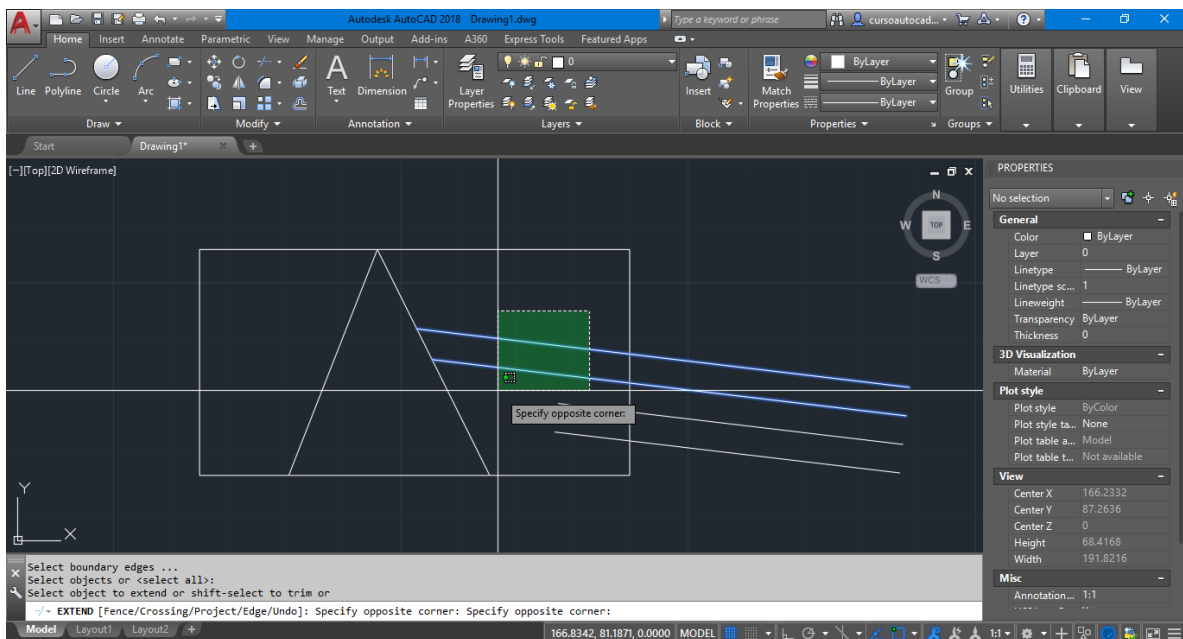 Autodesk AutoCAD 2018 Drawing1.dwg
Type a keyword or phrase
cursoautocad...
Home Insert Annotate Parametric View Manage Output Add-ins A360 Express Tools Featured Apps
Line Polyline Circle Arc
Text Dimension
Layer Properties
0
Insert
Match Properties
ByLayer
ByLayer
ByLayer
Group
Utilities
Clipboard
View
Draw Modify Annotation Layers Block Properties Groups
Start Drawing1* +
[−][Top][2D Wireframe]
N
W TOP E
S
WCS
Specify opposite corner:
Y
X
PROPERTIES
No selection
General
Color ByLayer
Layer 0
Linetype ByLayer
Linetype sc... 1
Lineweight ByLayer
Transparency ByLayer
Thickness 0
3D Visualization
Material ByLayer
Plot style
Plot style ByColor
Plot style ta... None
Plot table a... Model
Plot table t... Not available
View
Center X 166.2332
Center Y 87.2636
Center Z 0
Height 68.4168
Width 191.8216
Misc
Annotation... 1:1
Select boundary edges ...
Select objects or <select all>:
Select object to extend or shift-select to trim or
EXTEND [Fence/Crossing/Project/Edge/Undo]: Specify opposite corner: Specify opposite corner:
Model Layout1 Layout2 +
166.8342, 81.1871, 0.0000 MODEL
1:1